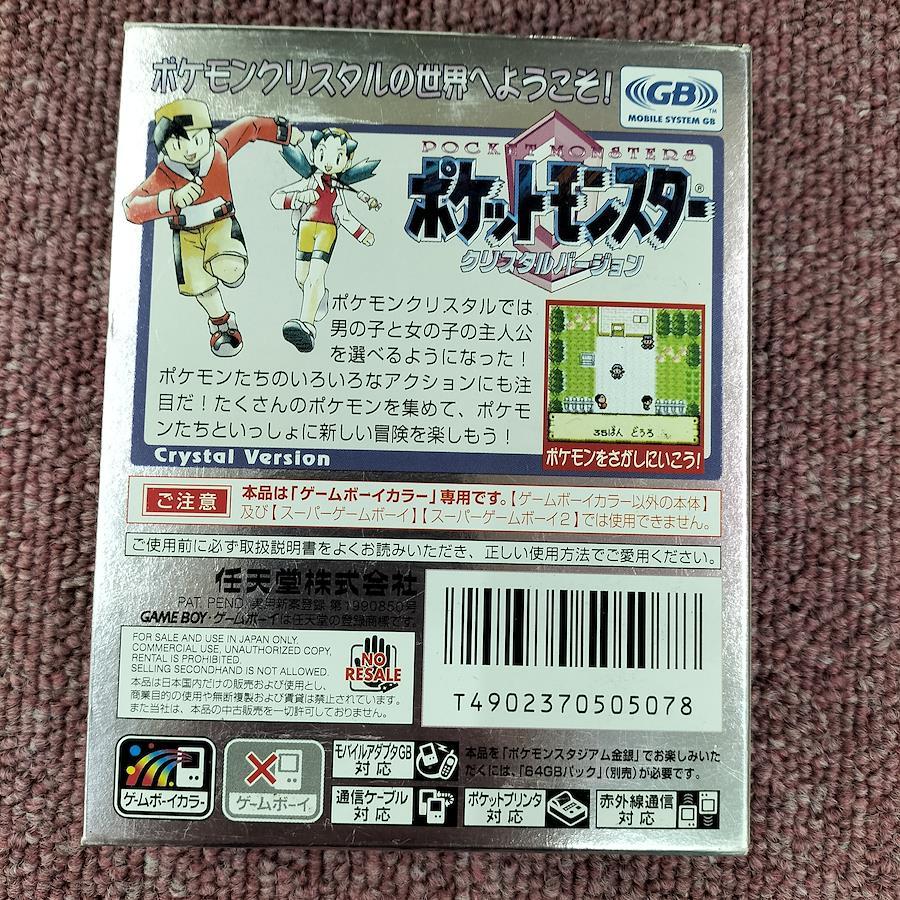 ポケモンクリスタルの世界へようこそ!
GB
TM
MOBILE SYSTEM GB
POCKET MONSTERS
ポケットモンスター®
クリスタルバージョン
ポケモンクリスタルでは
男の子と女の子の主人公
を選べるようになった!
ポケモンたちのいろいろなアクションにも注
目だ!たくさんのポケモンを集めて、ポケモ
ンたちといっしょに新しい冒険を楽しもう!
35ばん どうろ
ポケモンをさがしにいこう!
Crystal Version
ご注意
本品は「ゲームボーイカラー」専用です。【ゲームボーイカラー以外の本体】
及び【スーパーゲームボーイ】【スーパーゲームボーイ2】では使用できません。
ご使用前に必ず取扱説明書をよくお読みいただき、正しい使用方法でご愛用ください。
任天堂株式会社
PAT. PEND. 実用新案登録 第1990850号
GAME BOY・ゲームボーイは任天堂の登録商標です。
FOR SALE AND USE IN JAPAN ONLY.
COMMERCIAL USE, UNAUTHORIZED COPY,
RENTAL IS PROHIBITED.
SELLING SECONDHAND IS NOT ALLOWED.
本品は日本国内だけの販売および使用とし、
商業目的の使用や無断複製および賃貸は禁止されています。
また当社は、本品の中古販売を一切許可しておりません。
NO
RESALE
T4902370505078
ゲームボーイカラー
ゲームボーイ
モバイルアダプタGB
対応
本品を「ポケモンスタジアム金銀」でお楽しみいた
だくには、「64GBパック」(別売)が必要です。
通信ケーブル
対応
ポケットプリンタ
対応
赤外線通信
対応